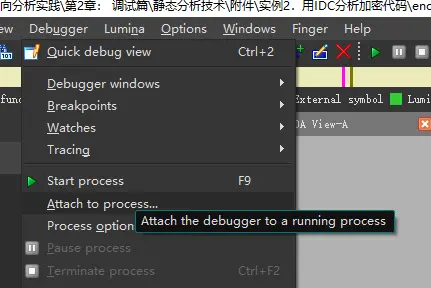 向分析实践\第2章: 调试篇\静态分析技术\附件\实例2. 用IDC分析加密代码\enc
ew Debugger Lumina Options Windows Finger Help
Quick debug view Ctrl+2
Debugger windows
func
Breakpoints
External symbol Lumi
Watches
DA View-A
Tracing
Start process F9
Attach to process...
Attach the debugger to a running process
Process option
Pause process
Terminate process Ctrl+F2